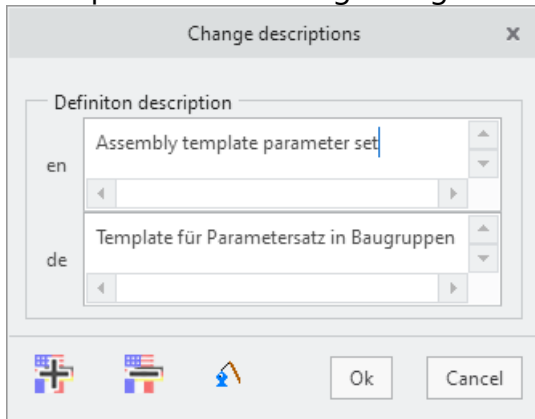 Change descriptions
Definiton description
en
Assembly template parameter set
de
Template für Parametersatz in Baugruppen
Ok
Cancel